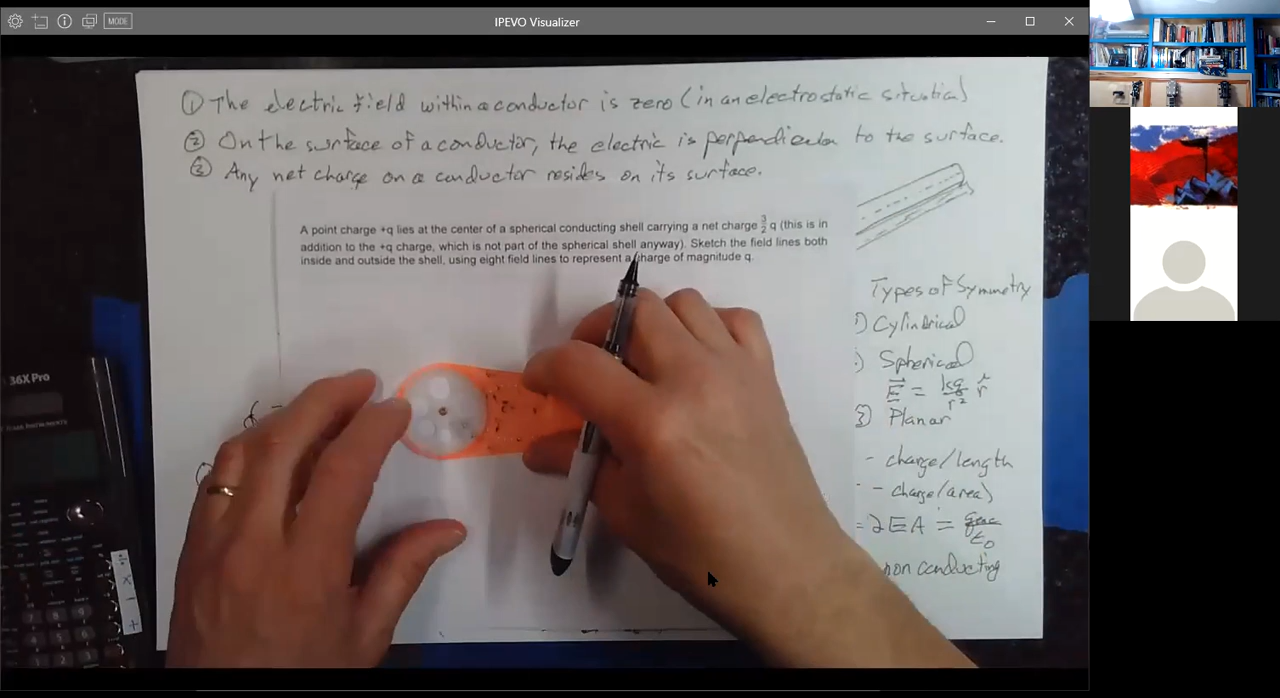 MODE
IPEVO Visualizer
① The electric field within a conductor is zero (in an electrostatic situation)
② On the surface of a conductor, the electric is perpendicular to the surface.
③ Any net charge on a conductor resides on its surface.
A point charge +q lies at the center of a spherical conducting shell carrying a net charge 3/2 q (this is in
addition to the +q charge, which is not part of the spherical shell anyway). Sketch the field lines both
inside and outside the shell, using eight field lines to represent a charge of magnitude q.
Types of Symmetry
1) Cylindrical
) Spherical
E⃗ = kq/r² r̂
③ Planar
- charge/length
- charge/area)
= 2EA = qenc/ε₀
non conducting
36X Pro